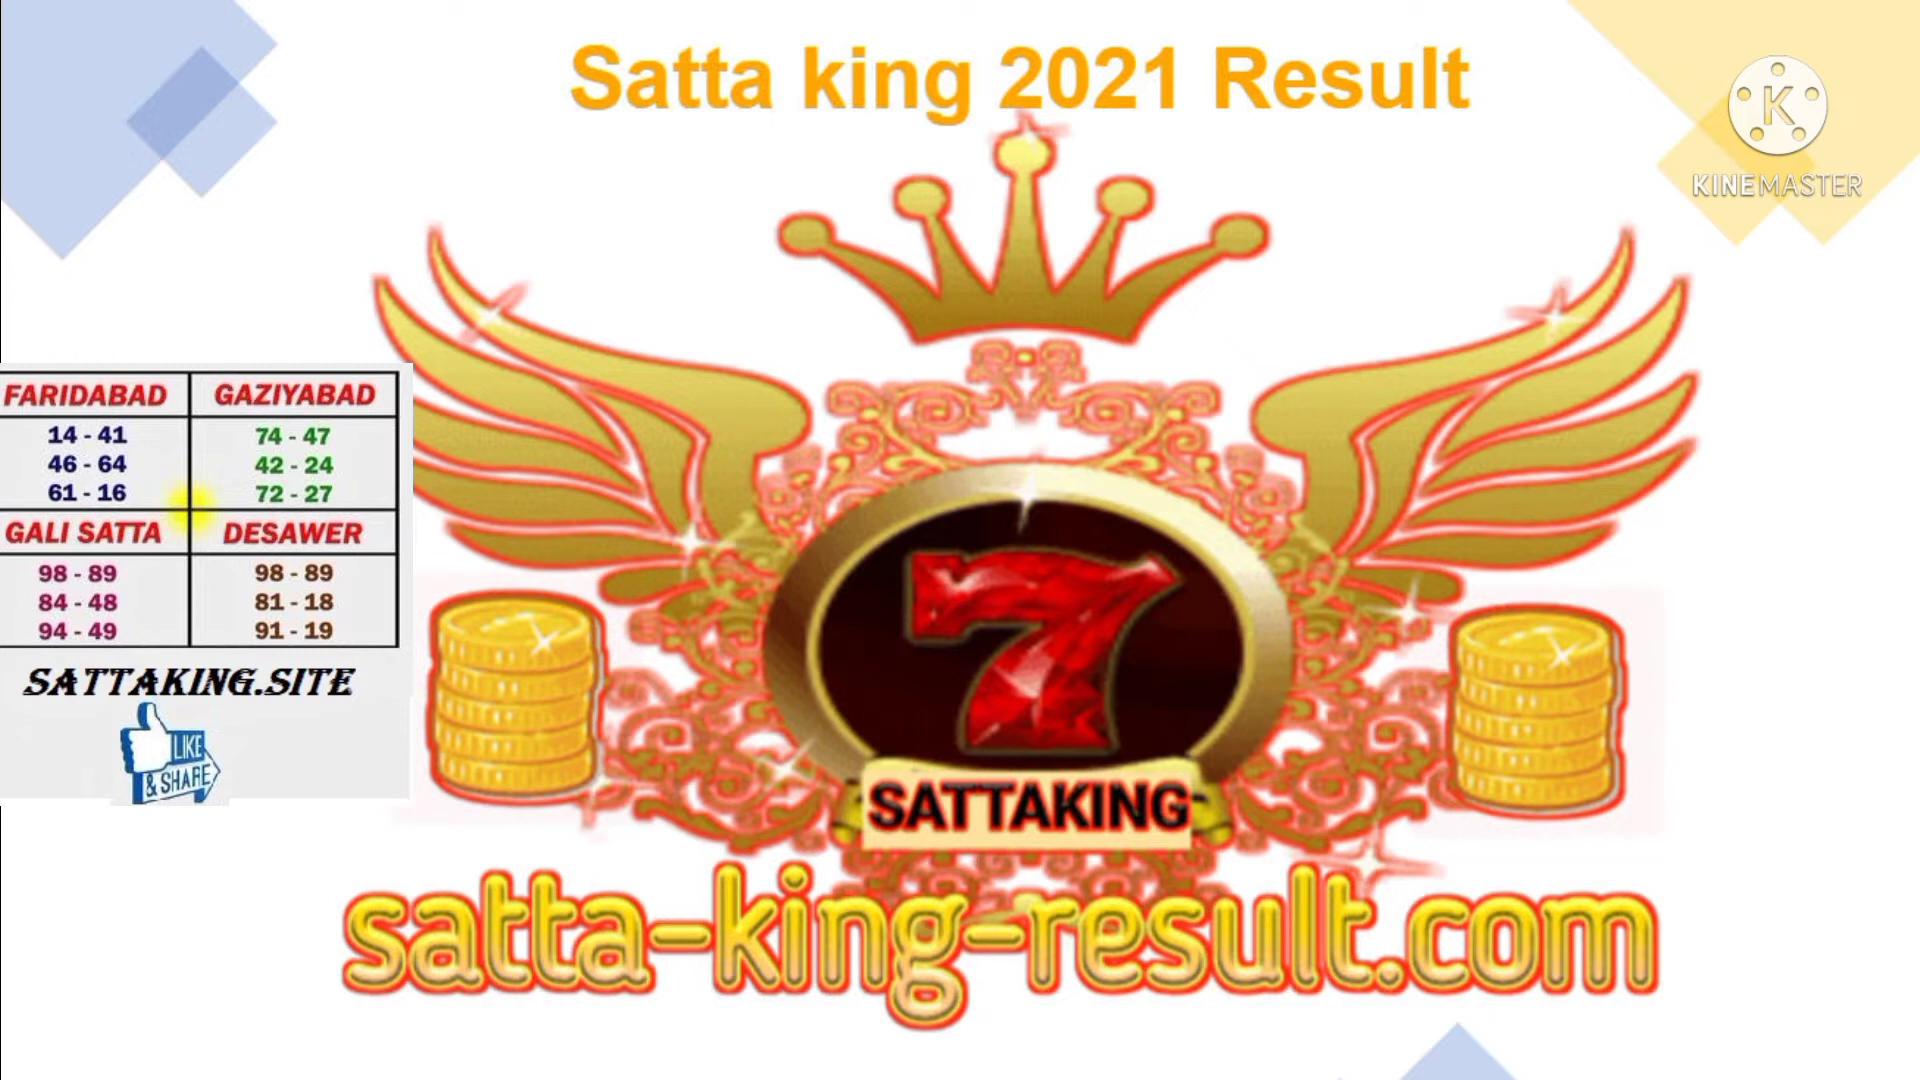 Satta king 2021 Result
K
KINEMASTER
FARIDABAD GAZIYABAD
14 - 41 74 - 47
46 - 64 42 - 24
61 - 16 72 - 27
GALI SATTA DESAWER
98 - 89 98 - 89
84 - 48 81 - 18
94 - 49 91 - 19
SATTAKING.SITE
LIKE
& SHARE
7
SATTAKING
satta-king-result.com